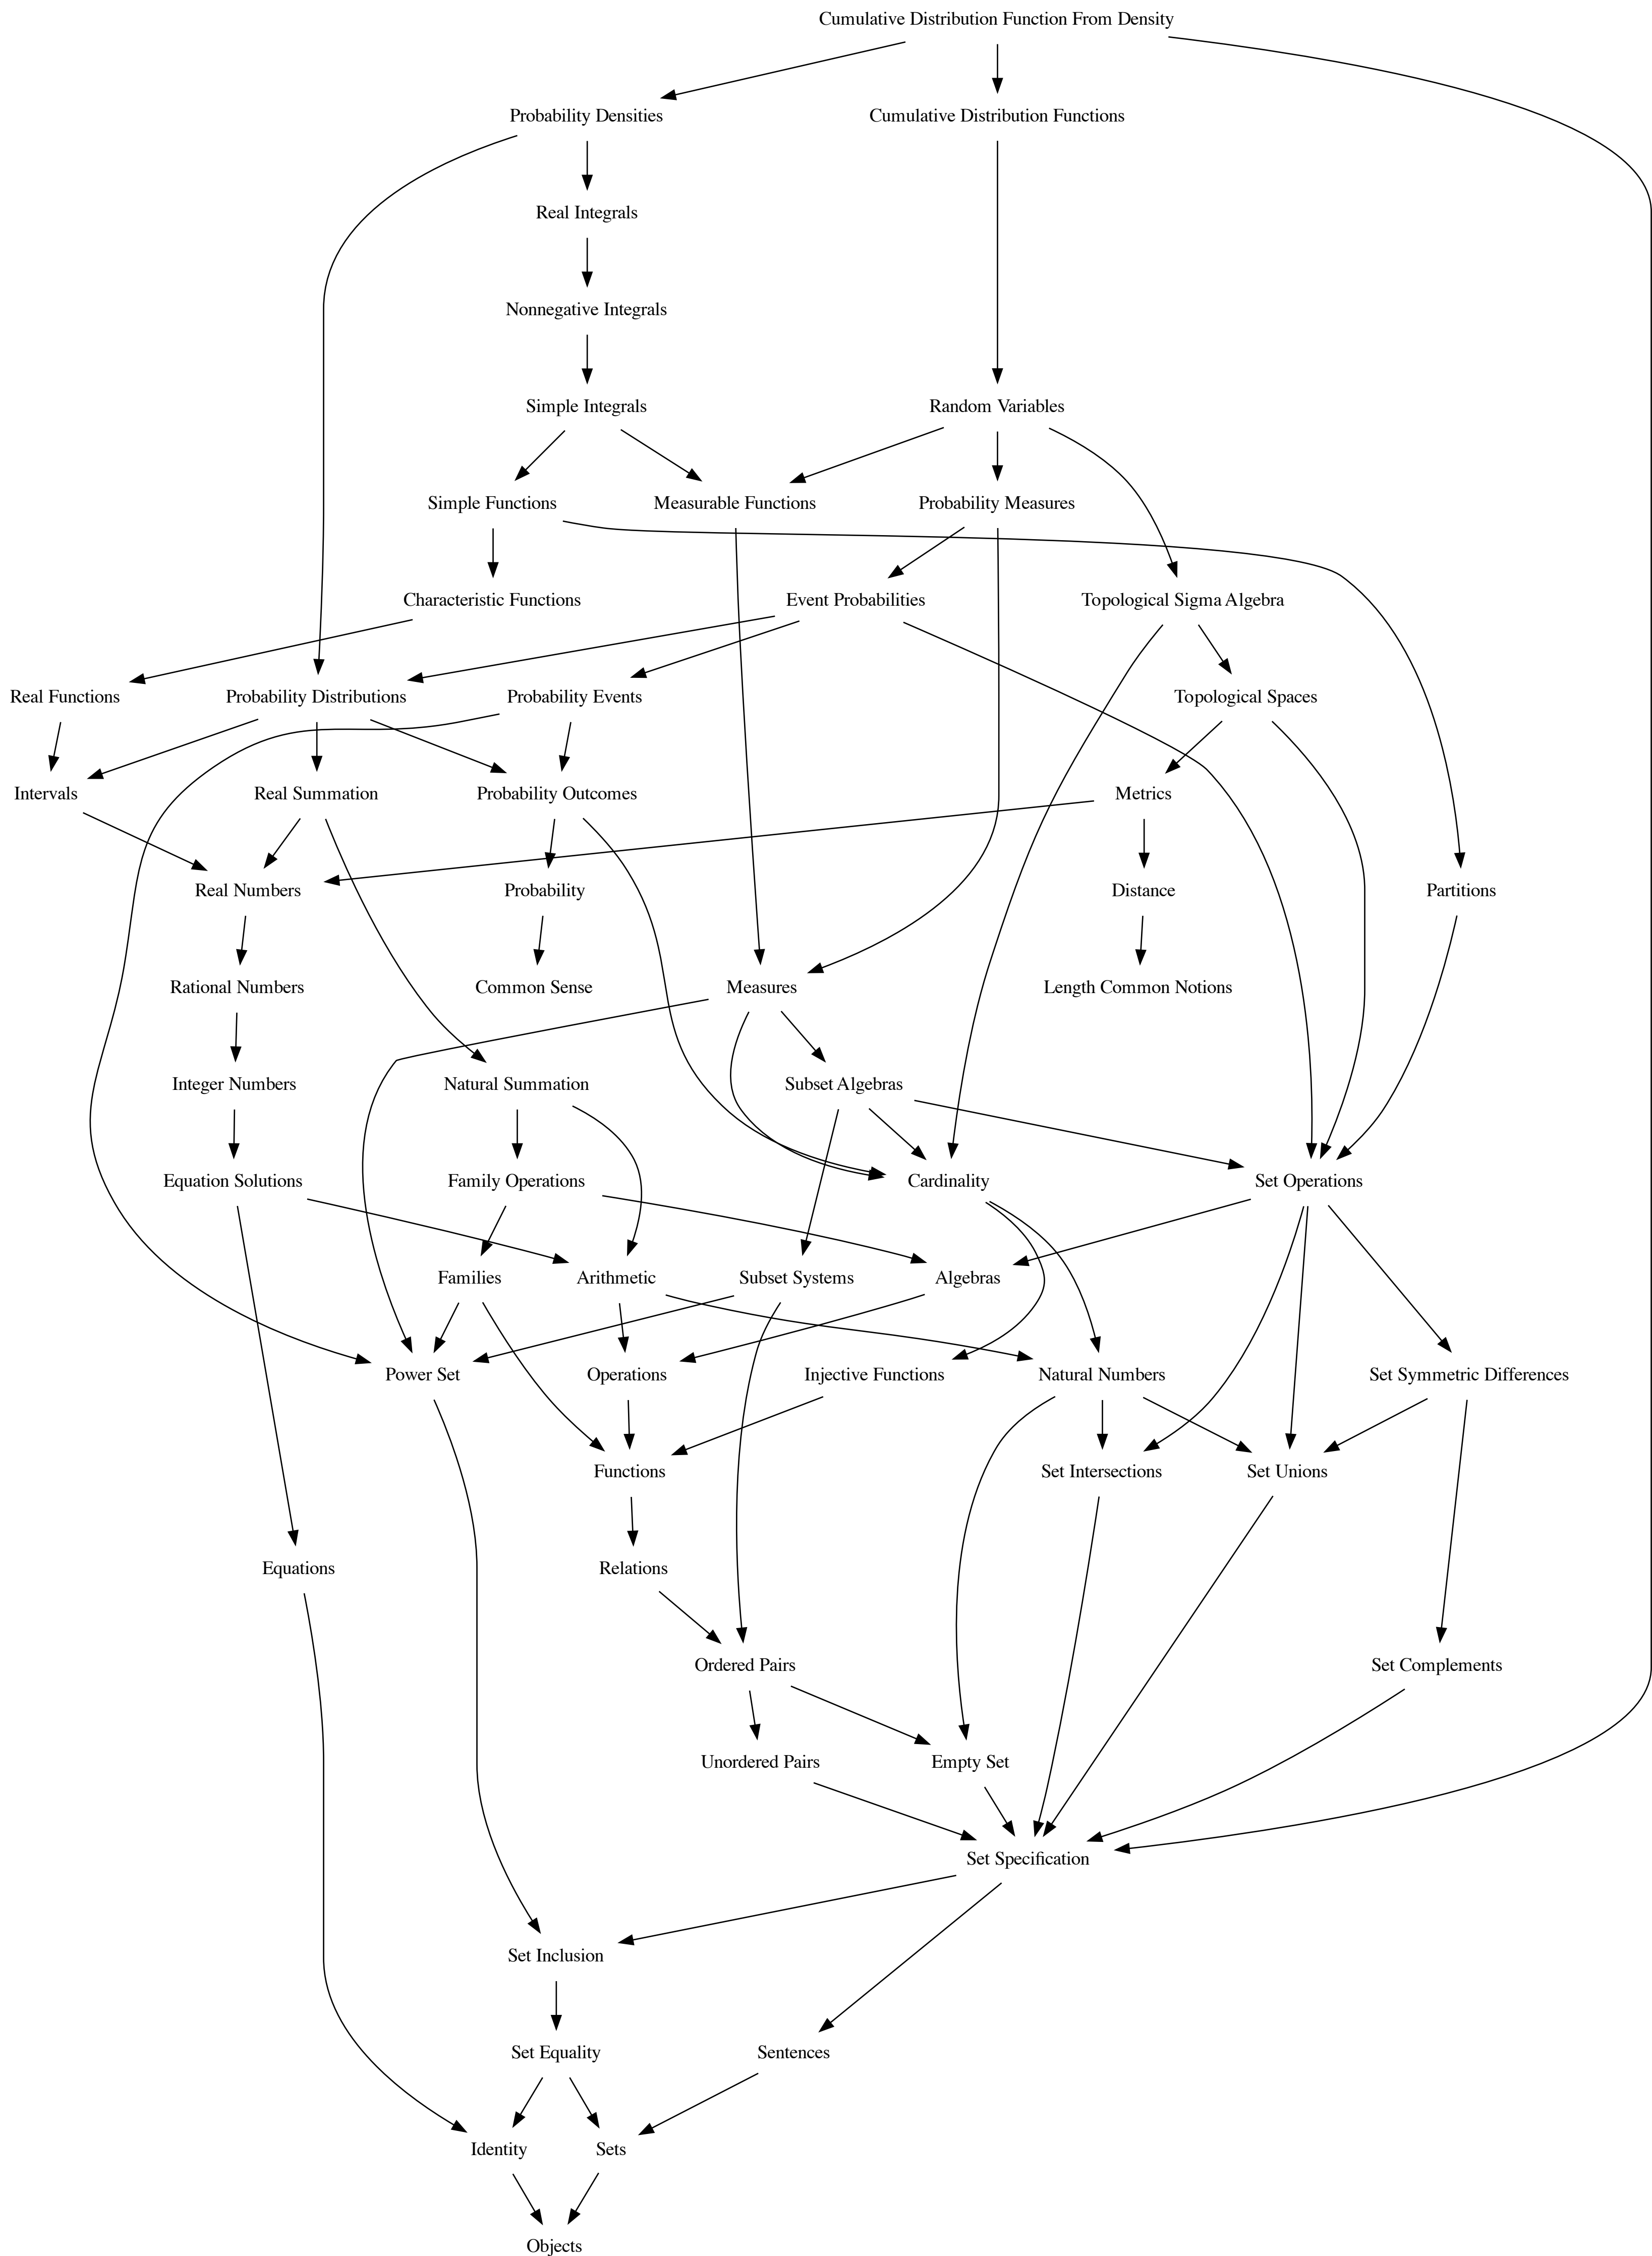 Cumulative Distribution Function From Density
Probability Densities
Cumulative Distribution Functions
Real Integrals
Nonnegative Integrals
Simple Integrals
Random Variables
Simple Functions
Measurable Functions
Probability Measures
Characteristic Functions
Event Probabilities
Topological Sigma Algebra
Real Functions
Probability Distributions
Probability Events
Topological Spaces
Intervals
Real Summation
Probability Outcomes
Metrics
Real Numbers
Probability
Distance
Partitions
Rational Numbers
Common Sense
Measures
Length Common Notions
Integer Numbers
Natural Summation
Subset Algebras
Equation Solutions
Family Operations
Cardinality
Set Operations
Families
Arithmetic
Subset Systems
Algebras
Power Set
Operations
Injective Functions
Natural Numbers
Set Symmetric Differences
Functions
Set Intersections
Set Unions
Equations
Relations
Ordered Pairs
Set Complements
Unordered Pairs
Empty Set
Set Specification
Set Inclusion
Set Equality
Sentences
Identity
Sets
Objects